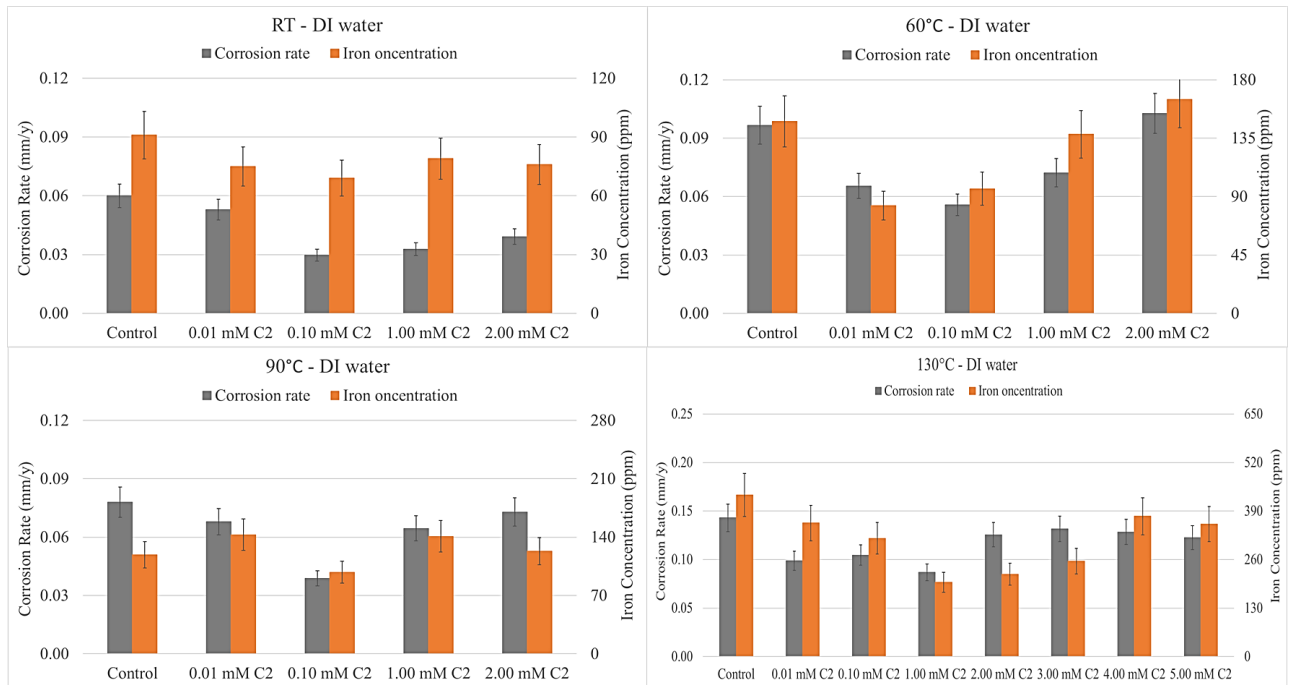 RT - DI water
Corrosion rate Iron oncentration
Corrosion Rate (mm/y)
0.12
0.09
0.06
0.03
0.00
120
90
60
30
0
Iron Concentration (ppm)
Control 0.01 mM C2 0.10 mM C2 1.00 mM C2 2.00 mM C2
60°C - DI water
Corrosion rate Iron oncentration
Corrosion Rate (mm/y)
0.12
0.09
0.06
0.03
0.00
180
135
90
45
0
Iron Concentration (ppm)
Control 0.01 mM C2 0.10 mM C2 1.00 mM C2 2.00 mM C2
90°C - DI water
Corrosion rate Iron oncentration
Corrosion Rate (mm/y)
0.12
0.09
0.06
0.03
0.00
280
210
140
70
0
Iron Concentration (ppm)
Control 0.01 mM C2 0.10 mM C2 1.00 mM C2 2.00 mM C2
130°C - DI water
Corrosion rate Iron oncentration
Corrosion Rate (mm/y)
0.25
0.20
0.15
0.10
0.05
0.00
650
520
390
260
130
0
Iron Concentration (ppm)
Control 0.01 mM C2 0.10 mM C2 1.00 mM C2 2.00 mM C2 3.00 mM C2 4.00 mM C2 5.00 mM C2